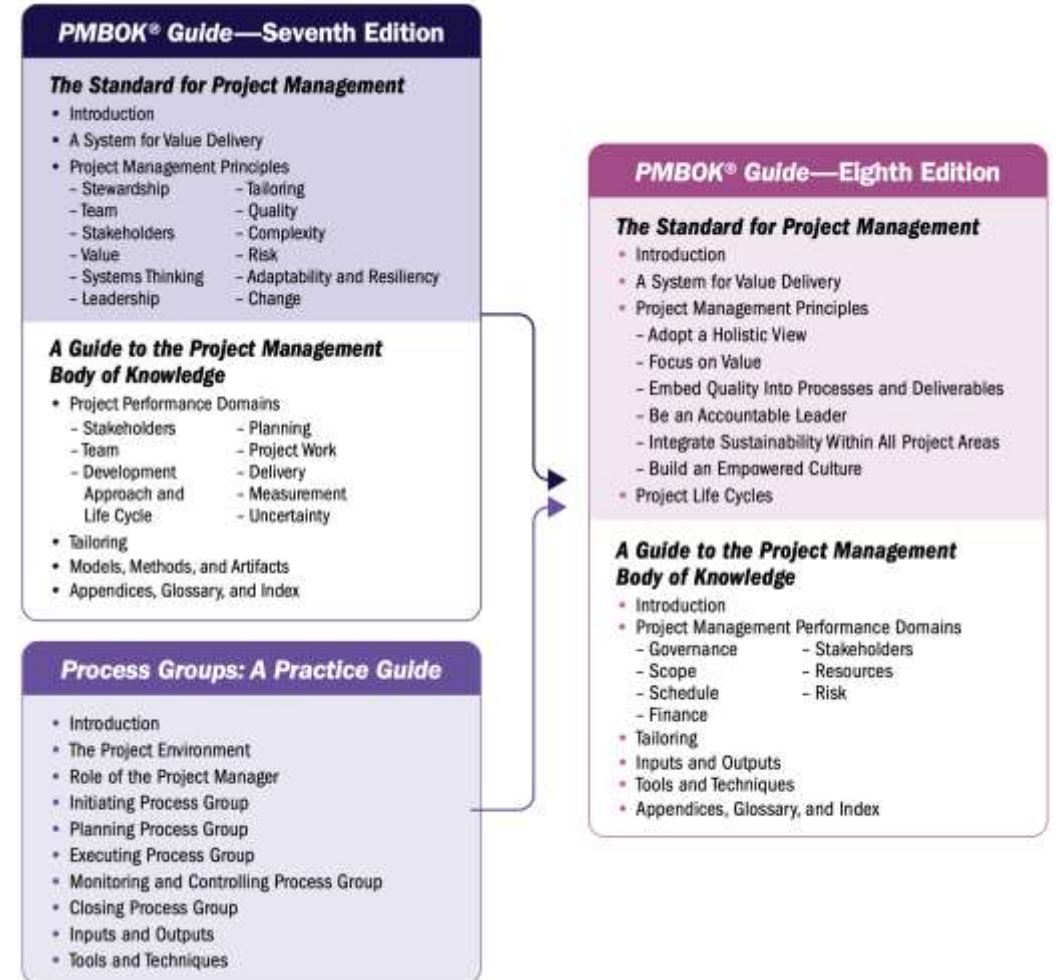 PMBOK® Guide—Seventh Edition
The Standard for Project Management
• Introduction
• A System for Value Delivery
• Project Management Principles
– Stewardship
– Team
– Stakeholders
– Value
– Systems Thinking
– Leadership
– Tailoring
– Quality
– Complexity
– Risk
– Adaptability and Resiliency
– Change
A Guide to the Project Management
Body of Knowledge
• Project Performance Domains
– Stakeholders
– Team
– Development
Approach and
Life Cycle
– Planning
– Project Work
– Delivery
– Measurement
– Uncertainty
• Tailoring
• Models, Methods, and Artifacts
• Appendices, Glossary, and Index
Process Groups: A Practice Guide
• Introduction
• The Project Environment
• Role of the Project Manager
• Initiating Process Group
• Planning Process Group
• Executing Process Group
• Monitoring and Controlling Process Group
• Closing Process Group
• Inputs and Outputs
• Tools and Techniques
PMBOK® Guide—Eighth Edition
The Standard for Project Management
• Introduction
• A System for Value Delivery
• Project Management Principles
– Adopt a Holistic View
– Focus on Value
– Embed Quality Into Processes and Deliverables
– Be an Accountable Leader
– Integrate Sustainability Within All Project Areas
– Build an Empowered Culture
• Project Life Cycles
A Guide to the Project Management
Body of Knowledge
• Introduction
• Project Management Performance Domains
– Governance
– Scope
– Schedule
– Finance
– Stakeholders
– Resources
– Risk
• Tailoring
• Inputs and Outputs
• Tools and Techniques
• Appendices, Glossary, and Index